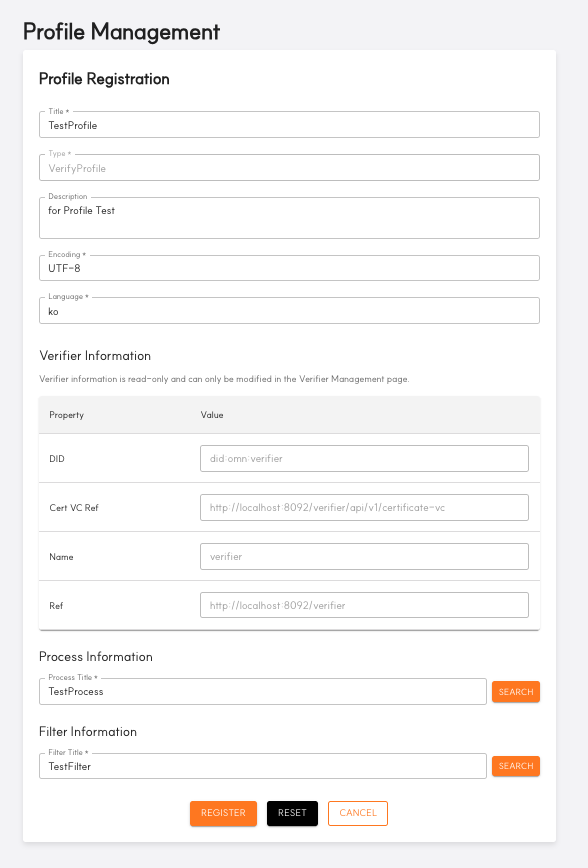 Profile Management
Profile Registration
Title *
TestProfile
Type *
VerifyProfile
Description
for Profile Test
Encoding *
UTF-8
Language *
ko
Verifier Information
Verifier information is read-only and can only be modified in the Verifier Management page.
Property Value
DID did:omn:verifier
Cert VC Ref http://localhost:8092/verifier/api/v1/certificate-vc
Name verifier
Ref http://localhost:8092/verifier
Process Information
Process Title *
TestProcess SEARCH
Filter Information
Filter Title *
TestFilter SEARCH
REGISTER RESET CANCEL